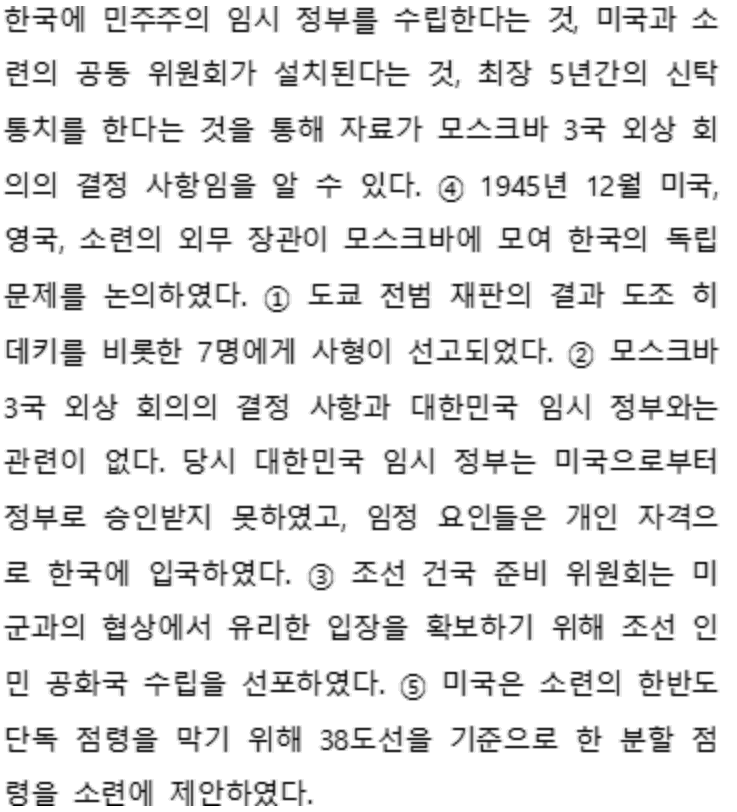 한국에 민주주의 임시 정부를 수립한다는 것, 미국과 소
련의 공동 위원회가 설치된다는 것, 최장 5년간의 신탁
통치를 한다는 것을 통해 자료가 모스크바 3국 외상 회
의의 결정 사항임을 알 수 있다. ④ 1945년 12월 미국,
영국, 소련의 외무 장관이 모스크바에 모여 한국의 독립
문제를 논의하였다. ① 도쿄 전범 재판의 결과 도조 히
데키를 비롯한 7명에게 사형이 선고되었다. ② 모스크바
3국 외상 회의의 결정 사항과 대한민국 임시 정부와는
관련이 없다. 당시 대한민국 임시 정부는 미국으로부터
정부로 승인받지 못하였고, 임정 요인들은 개인 자격으
로 한국에 입국하였다. ③ 조선 건국 준비 위원회는 미
군과의 협상에서 유리한 입장을 확보하기 위해 조선 인
민 공화국 수립을 선포하였다. ⑤ 미국은 소련의 한반도
단독 점령을 막기 위해 38도선을 기준으로 한 분할 점
령을 소련에 제안하였다.